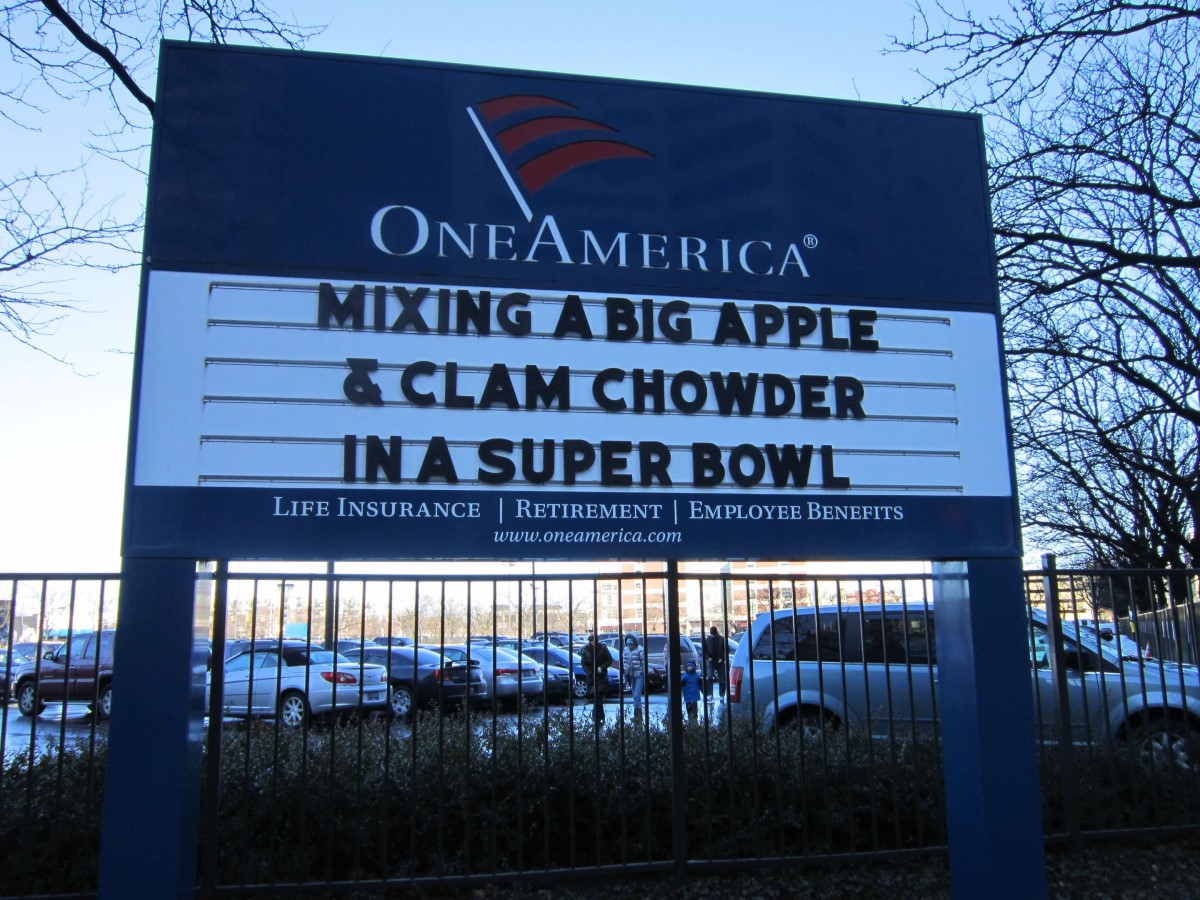 ONEAMERICA®
MIXING A BIG APPLE
& CLAM CHOWDER
IN A SUPER BOWL
LIFE INSURANCE | RETIREMENT | EMPLOYEE BENEFITS
www.oneamerica.com